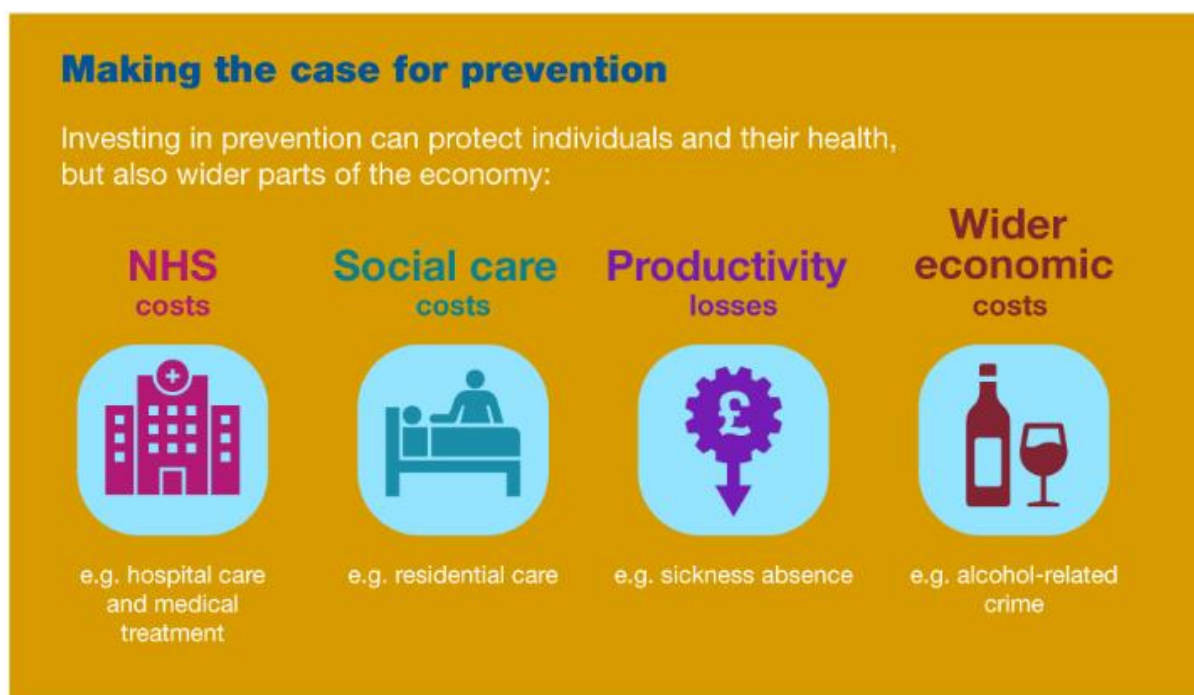 Making the case for prevention
Investing in prevention can protect individuals and their health,
but also wider parts of the economy:
NHS
costs
Social care
costs
Productivity
losses
Wider
economic
costs
£
e.g. hospital care
and medical
treatment
e.g. residential care
e.g. sickness absence
e.g. alcohol-related
crime